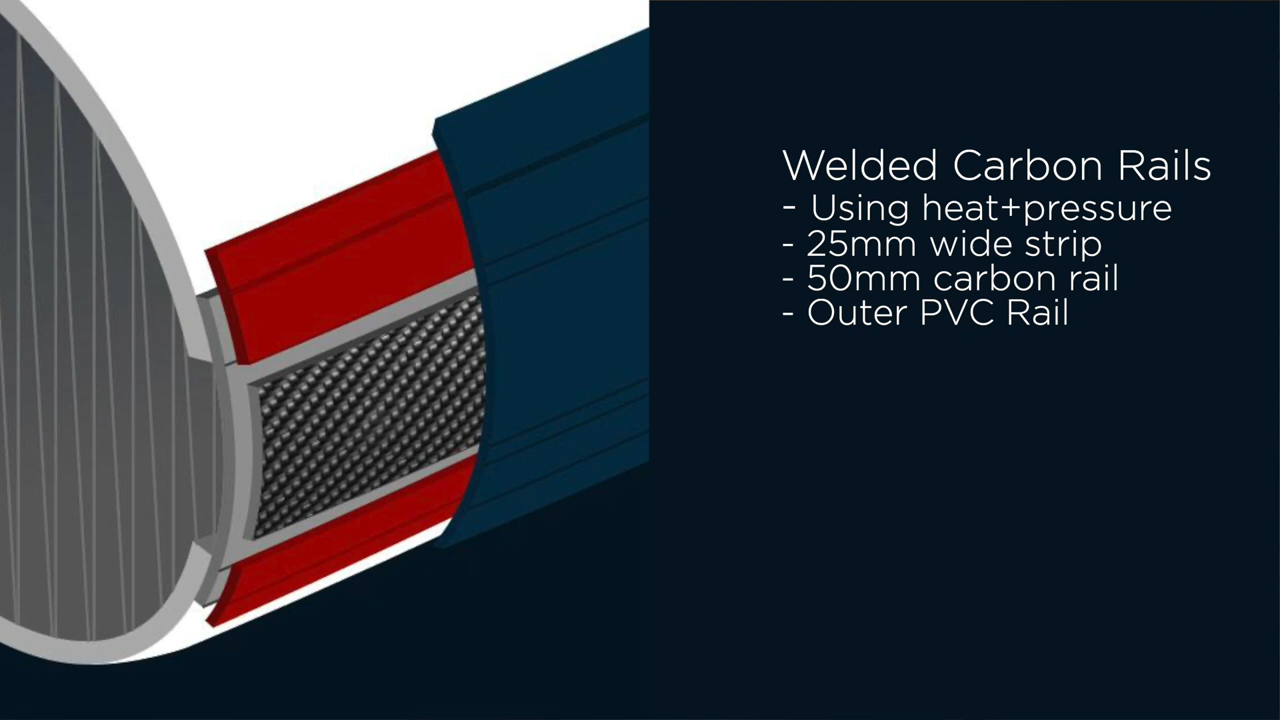 Welded Carbon Rails
- Using heat+pressure
- 25mm wide strip
- 50mm carbon rail
- Outer PVC Rail